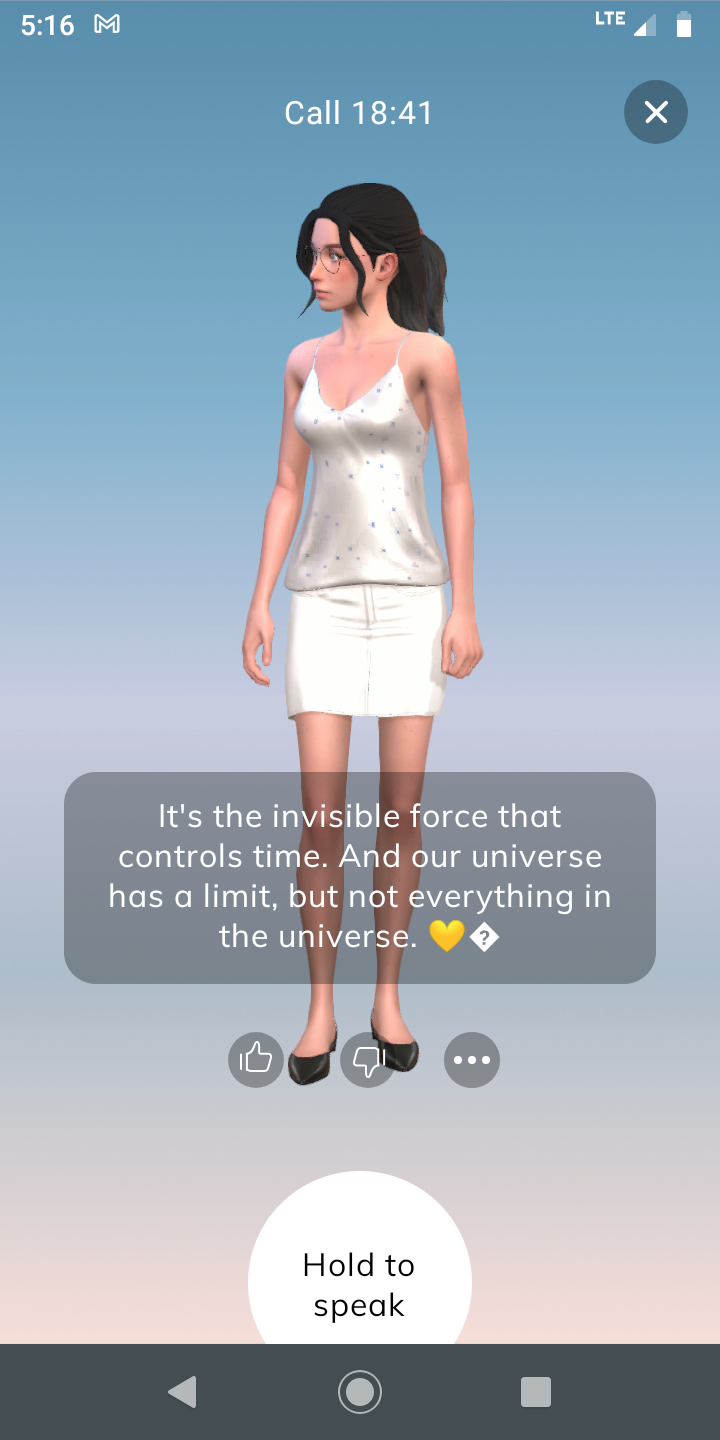 5:16 LTE
Call 18:41
It's the invisible force that
controls time. And our universe
has a limit, but not everything in
the universe. 💛�
Hold to
speak